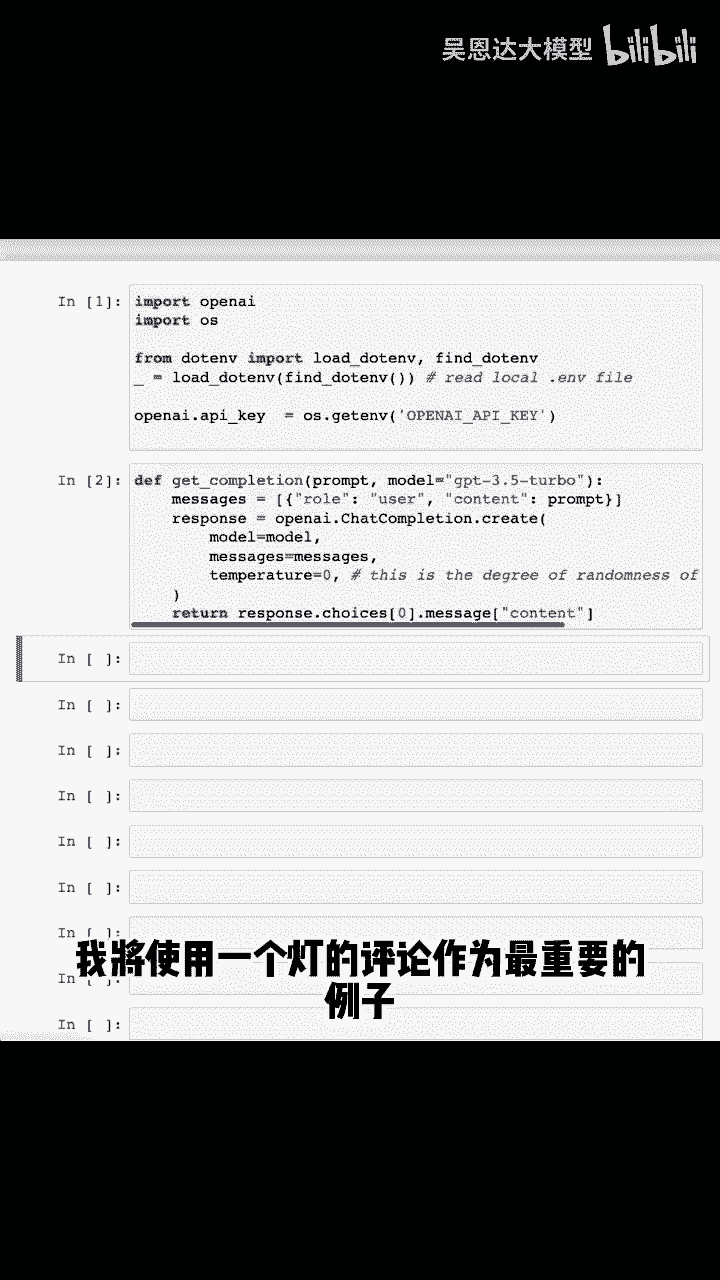 吴恩达大模型 bilibili
In [1]: import openai
import os
from dotenv import load_dotenv, find_dotenv
_ = load_dotenv(find_dotenv()) # read local .env file
openai.api_key  = os.getenv('OPENAI_API_KEY')
In [2]: def get_completion(prompt, model="gpt-3.5-turbo"):
    messages = [{"role": "user", "content": prompt}]
    response = openai.ChatCompletion.create(
        model=model,
        messages=messages,
        temperature=0, # this is the degree of randomness of
    )
    return response.choices[0].message["content"]
In [ ]:
In [ ]:
In [ ]:
In [ ]:
In [ ]:
In [ ]:
In [ ]:
我將使用一个灯的评论作为最重要的
In [ ]:
例子
In [ ]: